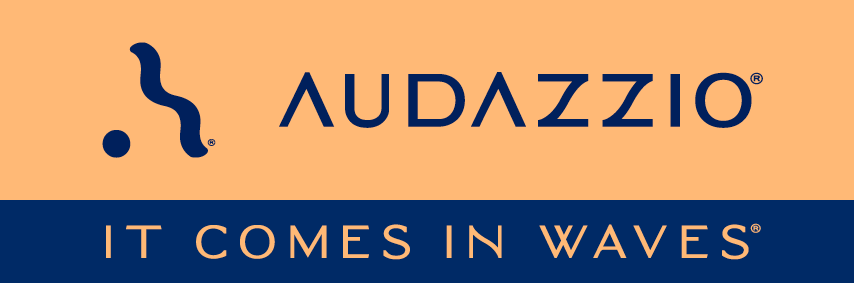 AUDAZZIO®
®
IT COMES IN WAVES®